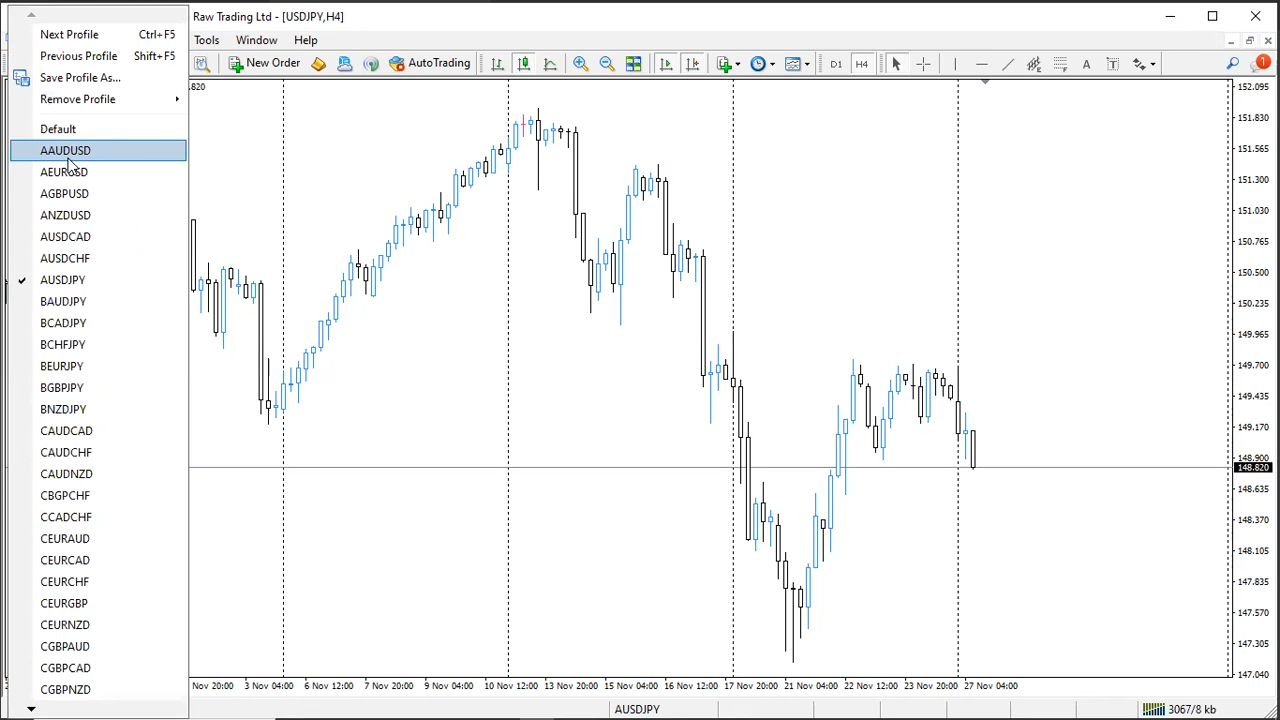 Raw Trading Ltd - [USDJPY,H4]
Tools Window Help
New Order AutoTrading D1 H4 A T 1
Next Profile Ctrl+F5
Previous Profile Shift+F5
Save Profile As...
Remove Profile
Default
AAUDUSD
AEURUSD
AGBPUSD
ANZDUSD
AUSDCAD
AUSDCHF
AUSDJPY
BAUDJPY
BCADJPY
BCHFJPY
BEURJPY
BGBPJPY
BNZDJPY
CAUDCAD
CAUDCHF
CAUDNZD
CBGPCHF
CCADCHF
CEURAUD
CEURCAD
CEURCHF
CEURGBP
CEURNZD
CGBPAUD
CGBPCAD
CGBPNZD
.820
152.095
151.830
151.565
151.300
151.030
150.765
150.500
150.235
149.965
149.700
149.435
149.170
148.900
148.820
148.635
148.370
148.105
147.835
147.570
147.305
147.040
Nov 20:00 3 Nov 04:00 6 Nov 12:00 7 Nov 20:00 9 Nov 04:00 10 Nov 12:00 13 Nov 20:00 15 Nov 04:00 16 Nov 12:00 17 Nov 20:00 21 Nov 04:00 22 Nov 12:00 23 Nov 20:00 27 Nov 04:00
AUSDJPY 3067/8 kb